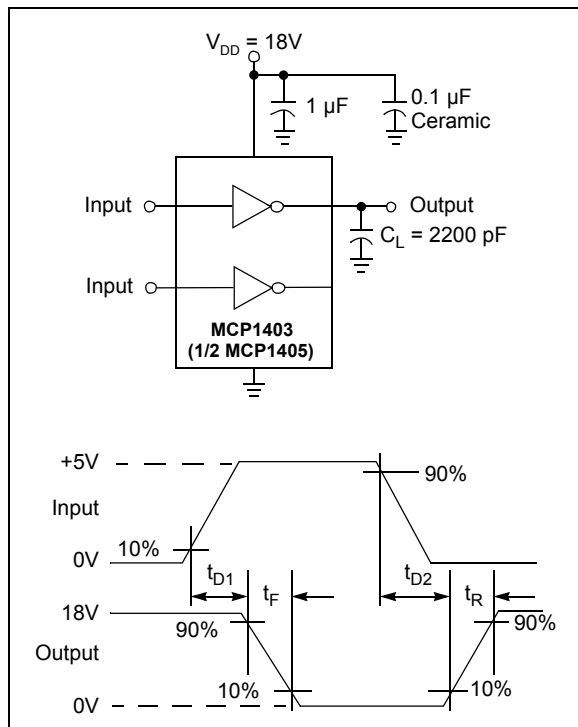 V_DD = 18V
1 µF
0.1 µF
Ceramic
Input
Output
C_L = 2200 pF
Input
MCP1403
(1/2 MCP1405)
+5V
90%
Input
10%
0V
t_D1
t_F
t_D2
t_R
18V
90%
90%
Output
10%
10%
0V